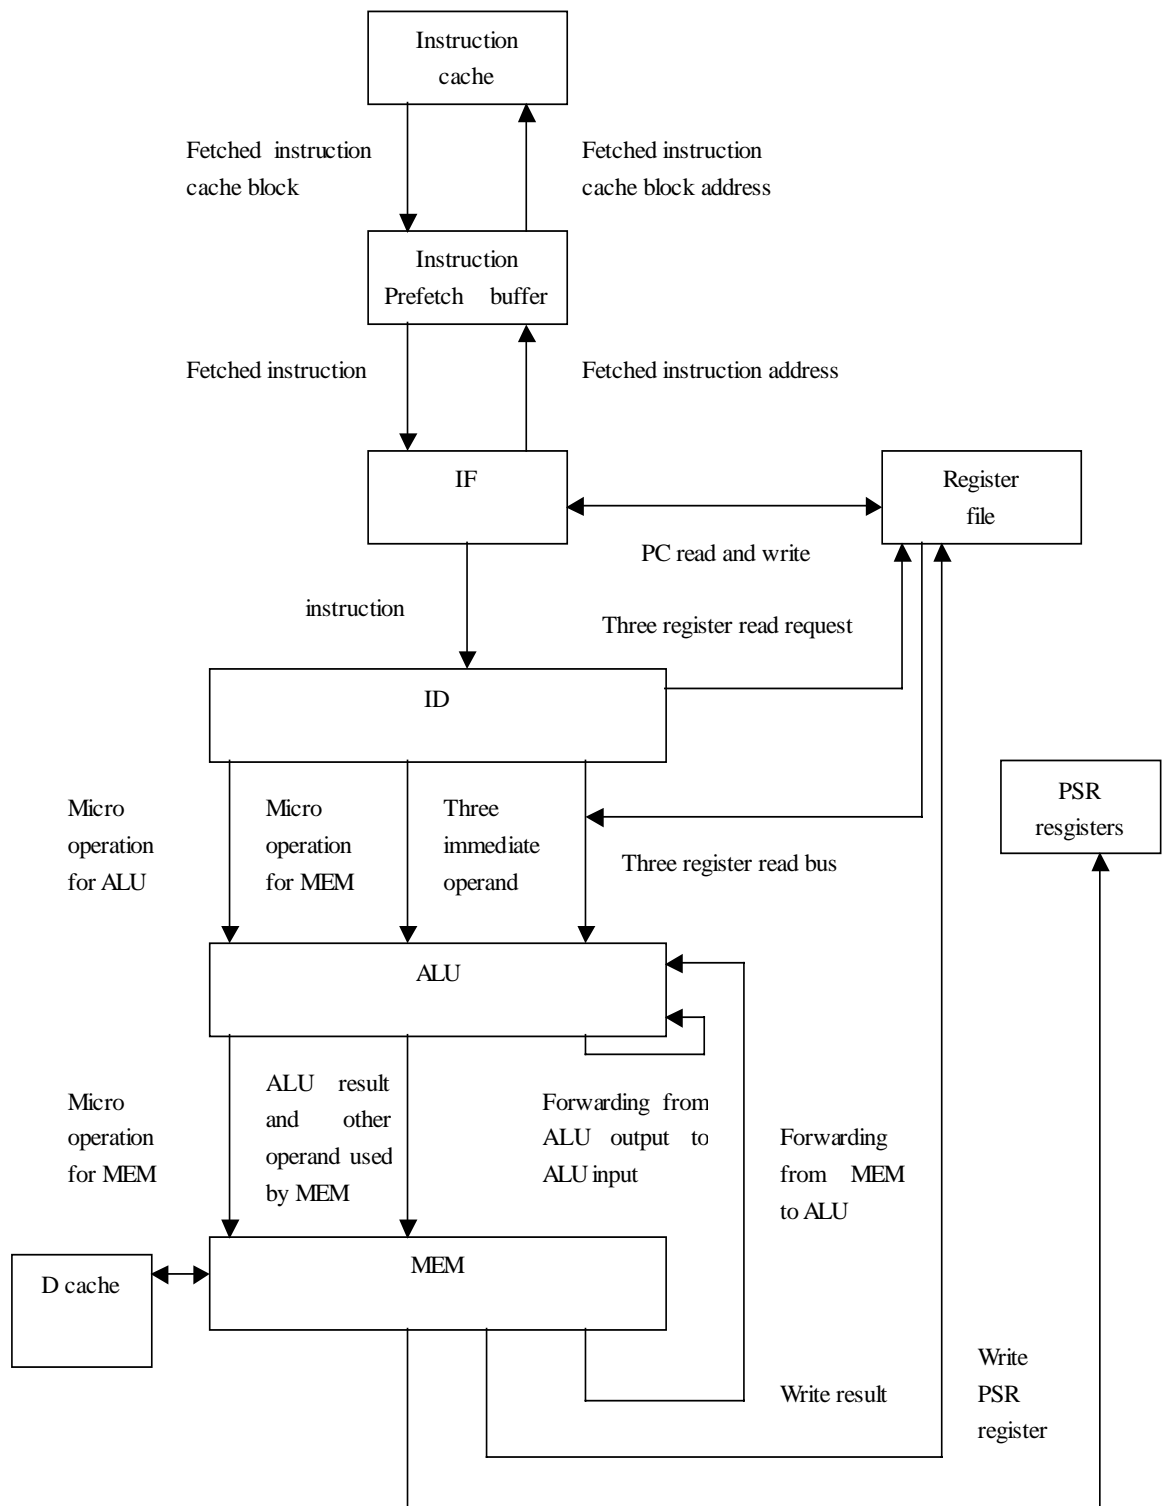 Instruction
cache
Fetched instruction
cache block
Fetched instruction
cache block address
Instruction
Prefetch buffer
Fetched instruction
Fetched instruction address
IF
Register
file
PC read and write
instruction
Three register read request
ID
Micro
operation
for ALU
Micro
operation
for MEM
Three
immediate
operand
Three register read bus
PSR
resgisters
ALU
Micro
operation
for MEM
ALU result
and other
operand used
by MEM
Forwarding from
ALU output to
ALU input
Forwarding
from MEM
to ALU
MEM
D cache
Write result
Write
PSR
register